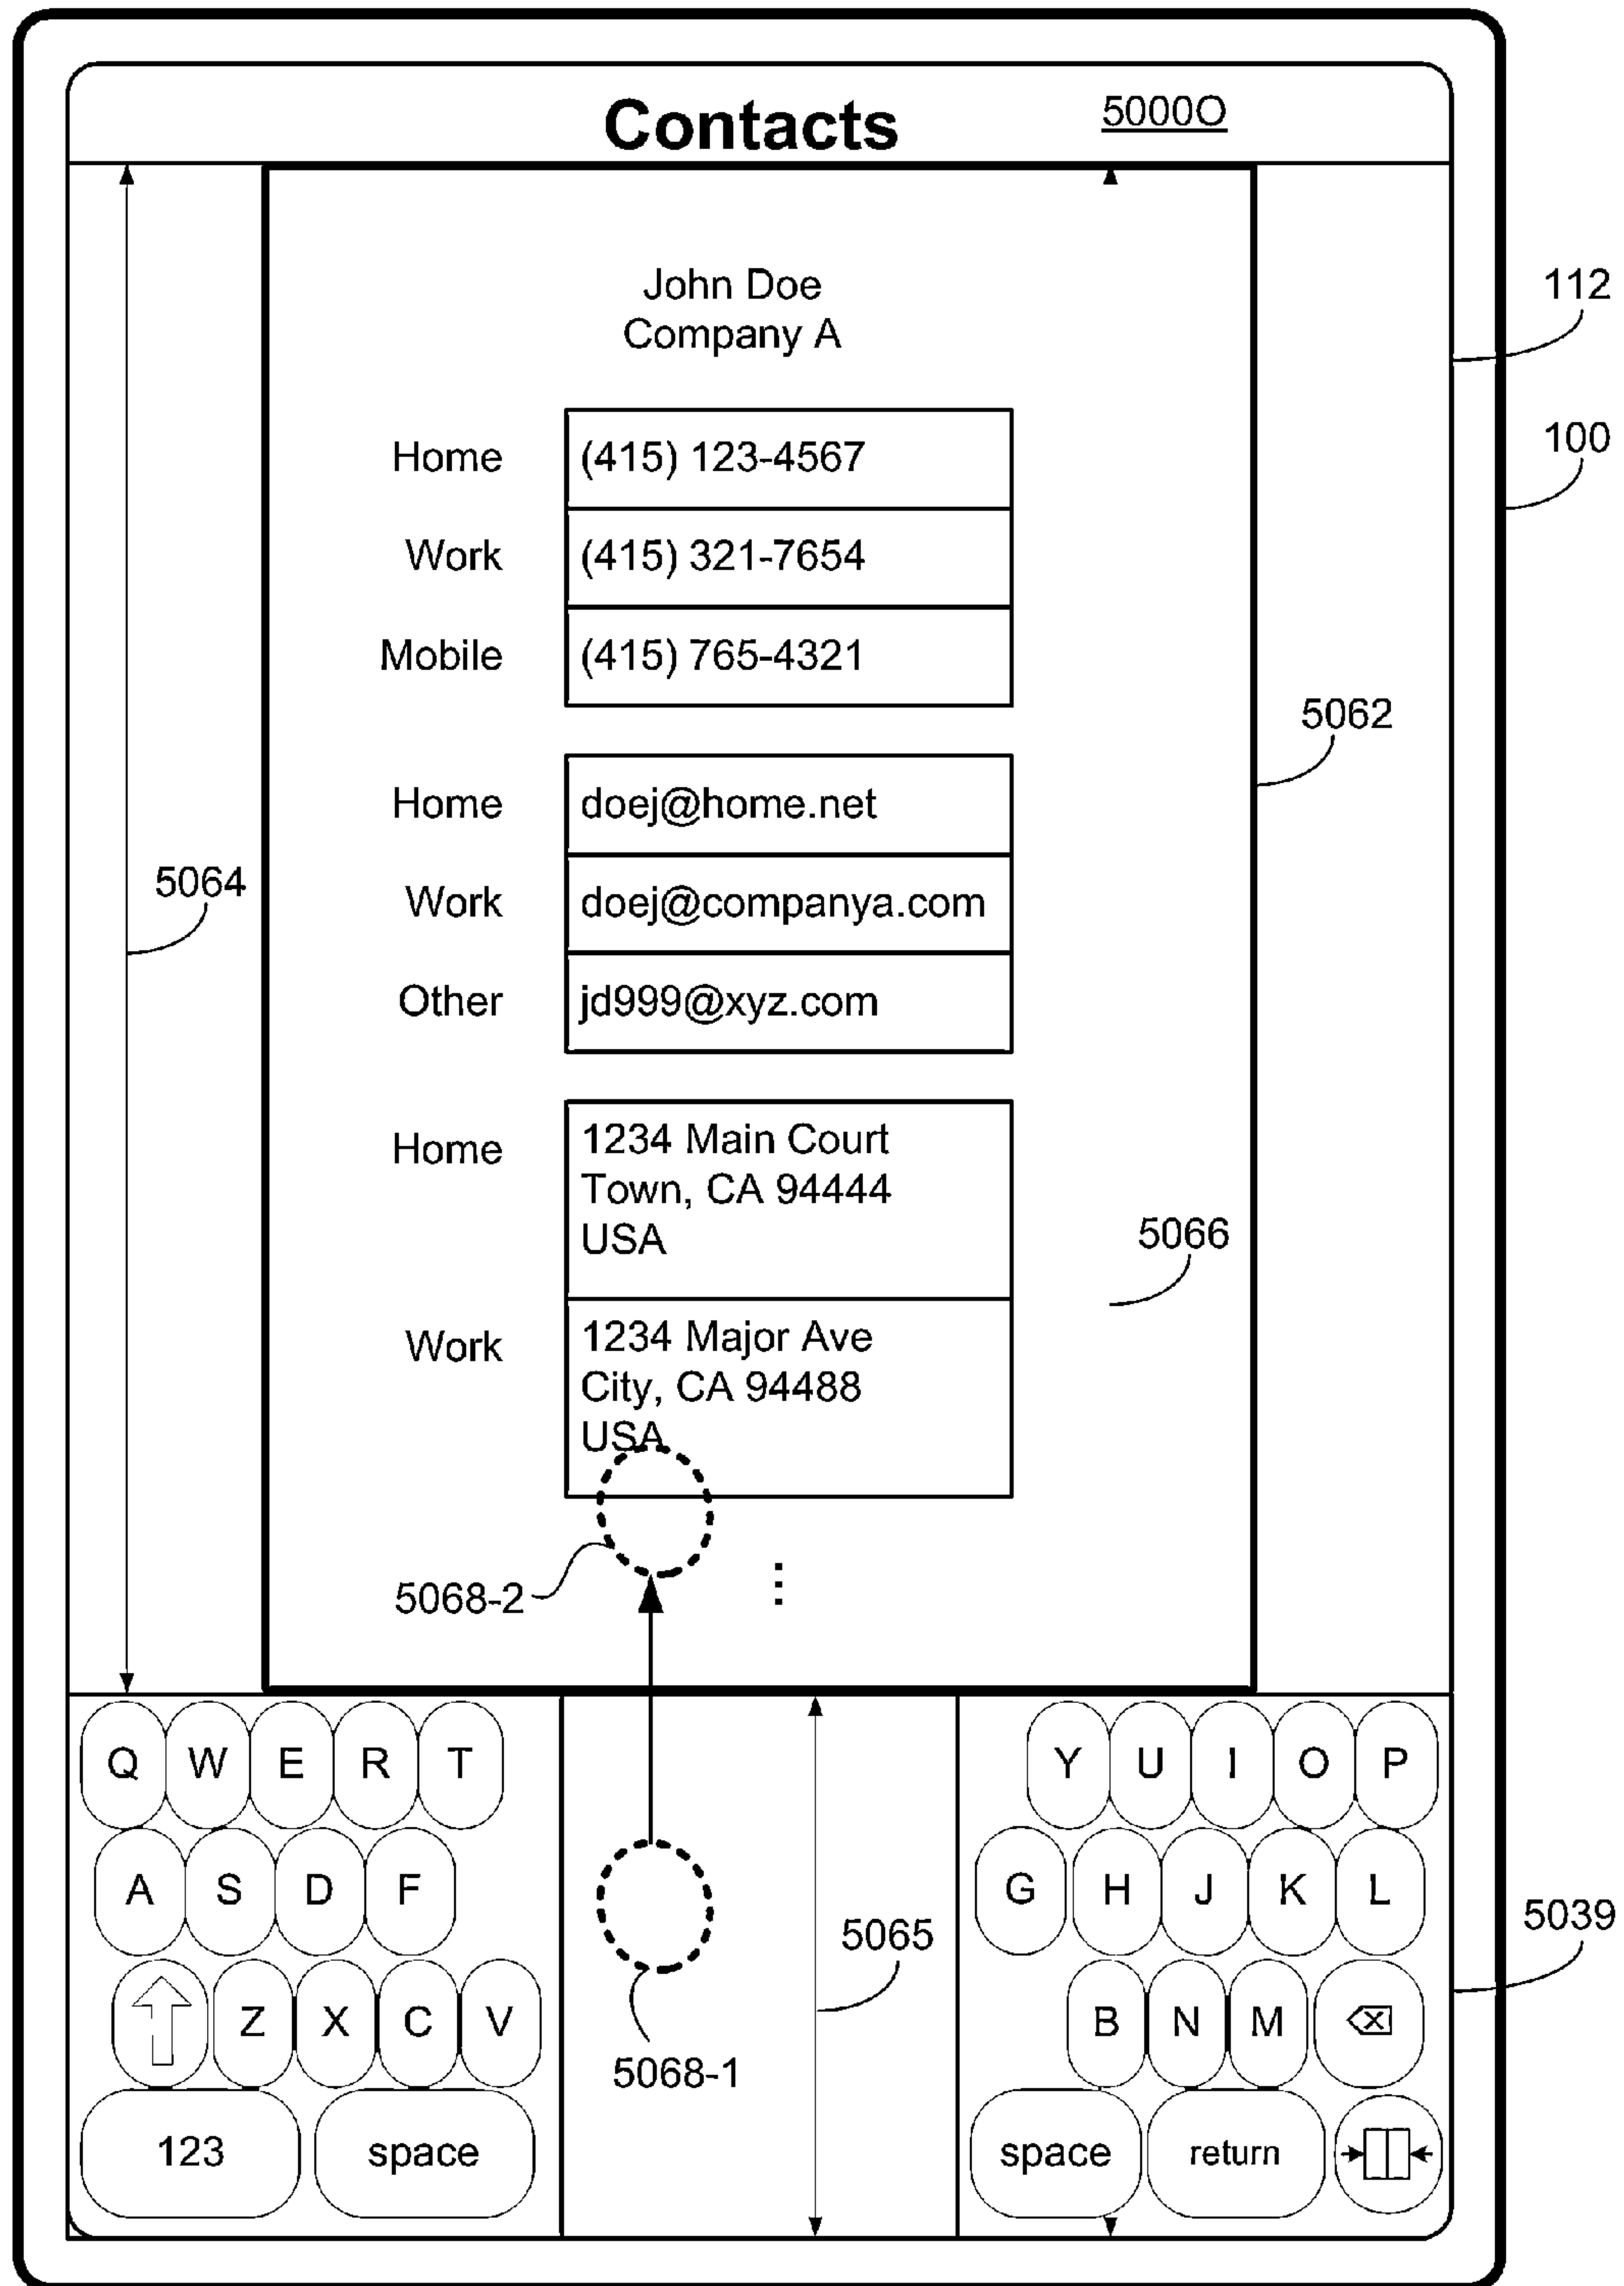 Contacts 5000O
John Doe
Company A
112
100
Home (415) 123-4567
Work (415) 321-7654
Mobile (415) 765-4321
5062
Home doej@home.net
5064
Work doej@companya.com
Other jd999@xyz.com
Home 1234 Main Court
Town, CA 94444
USA
5066
Work 1234 Major Ave
City, CA 94488
USA
5068-2
Q W E R T Y U I O P
A S D F G H J K L
5039
5065
Z X C V B N M
5068-1
123 space space return